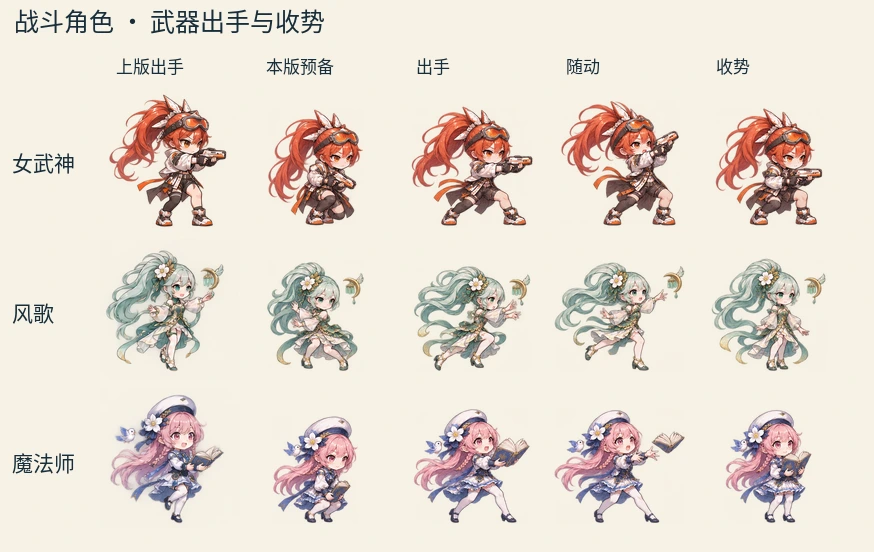 战斗角色 · 武器出手与收势
上版出手 本版预备 出手 随动 收势
女武神
风歌
魔法师